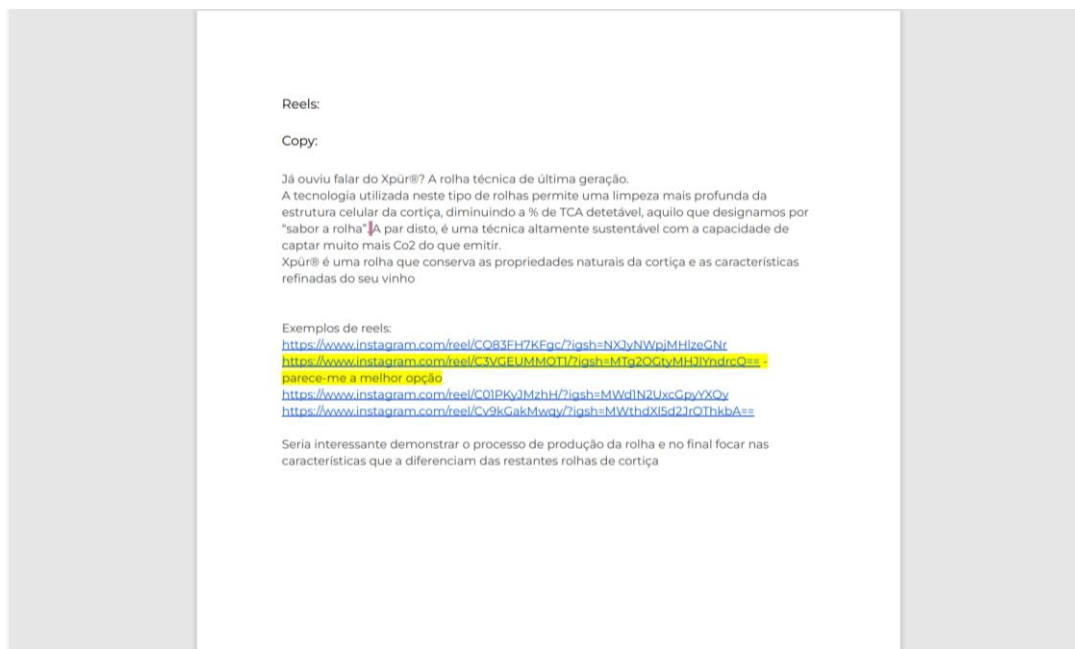 Reels:
Copy:
Já ouviu falar do Xpür®? A rolha técnica de última geração.
A tecnologia utilizada neste tipo de rolhas permite uma limpeza mais profunda da
estrutura celular da cortiça, diminuindo a % de TCA detetável, aquilo que designamos por
"sabor a rolha". A par disto, é uma técnica altamente sustentável com a capacidade de
captar muito mais Co2 do que emitir.
Xpür® é uma rolha que conserva as propriedades naturais da cortiça e as características
refinadas do seu vinho
Exemplos de reels:
https://www.instagram.com/reel/CO83FH7KFgc/?igsh=NXJyNWpjMHIzeGNr
https://www.instagram.com/reel/C3VGEUMMOT1/?igsh=MTg2OGtyMHJIYndrcQ== -
parece-me a melhor opção
https://www.instagram.com/reel/C01PKyJMzhH/?igsh=MWd1N2UxcGpyYXQy
https://www.instagram.com/reel/Cv9kGakMwqy/?igsh=MWthdXI5d2JrOThkbA==
Seria interessante demonstrar o processo de produção da rolha e no final focar nas
características que a diferenciam das restantes rolhas de cortiça